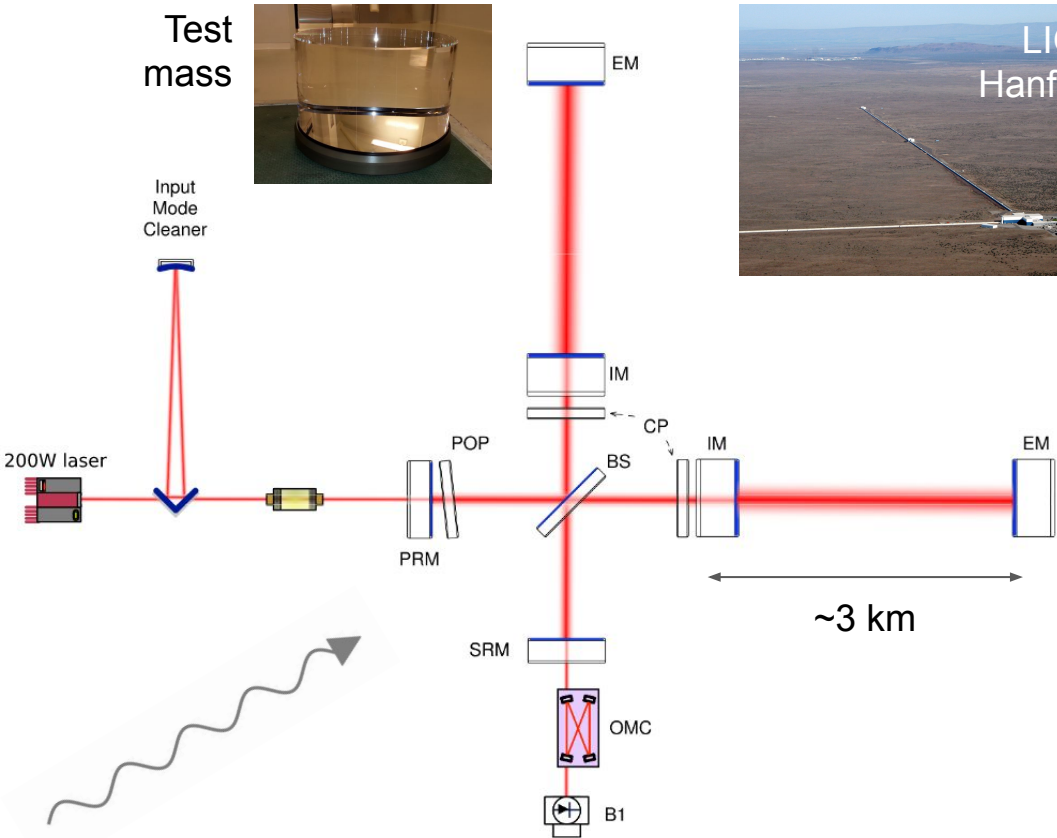 Test
mass
EM
Input
Mode
Cleaner
IM
CP
IM
EM
POP
BS
200W laser
PRM
~3 km
SRM
OMC
B1